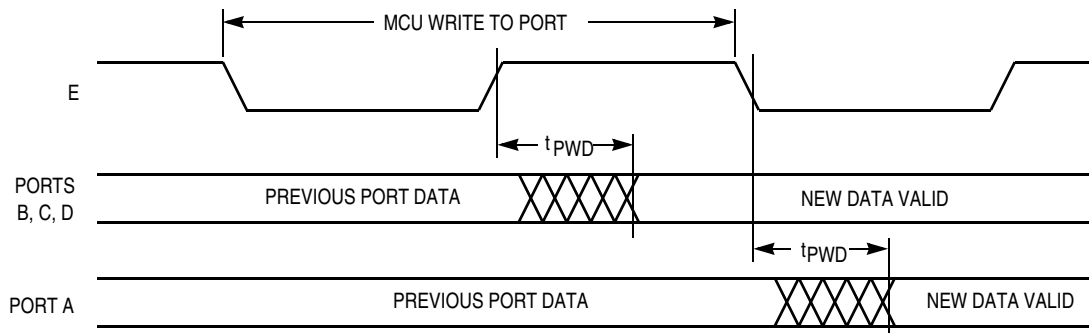 MCU WRITE TO PORT
E
t PWD
PORTS
B, C, D
PREVIOUS PORT DATA
NEW DATA VALID
tPWD
PORT A
PREVIOUS PORT DATA
NEW DATA VALID